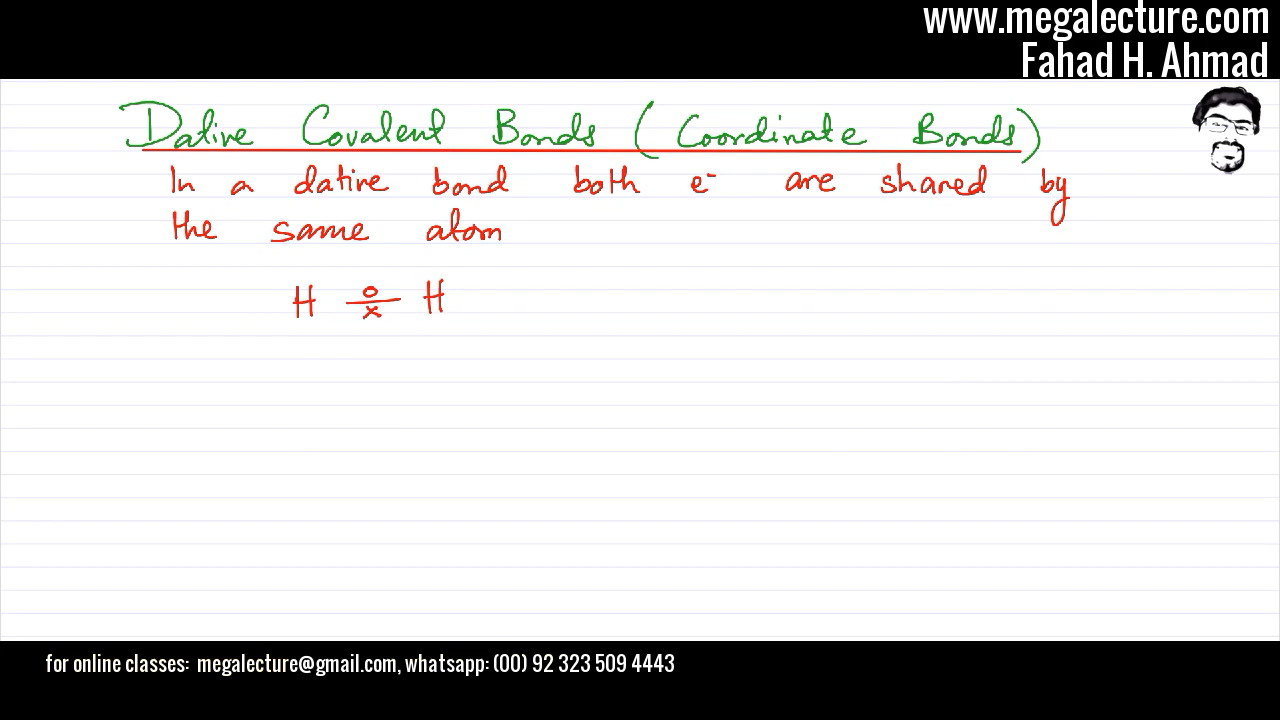 www.megalecture.com
Fahad H. Ahmad
Dative Covalent Bonds (Coordinate Bonds)
In a dative bond both e⁻ are shared by
the same atom
H o H
x
for online classes: megalecture@gmail.com, whatsapp: (00) 92 323 509 4443